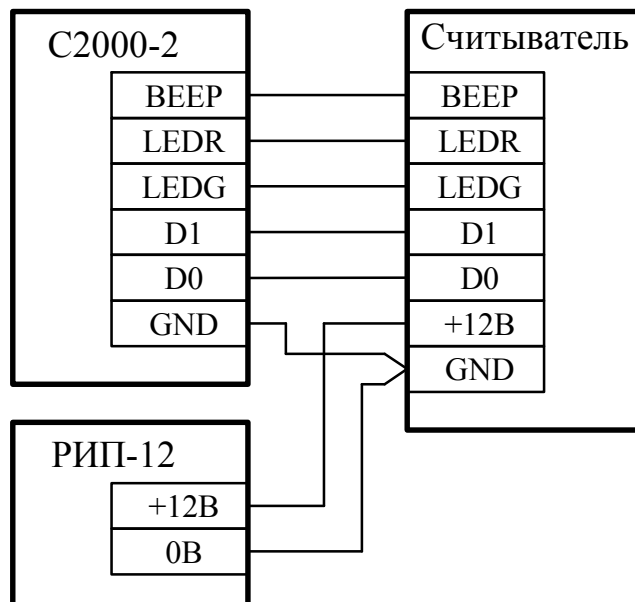 С2000-2
BEEP
LEDR
LEDG
D1
D0
GND
Считыватель
BEEP
LEDR
LEDG
D1
D0
+12В
GND
РИП-12
+12В
0В